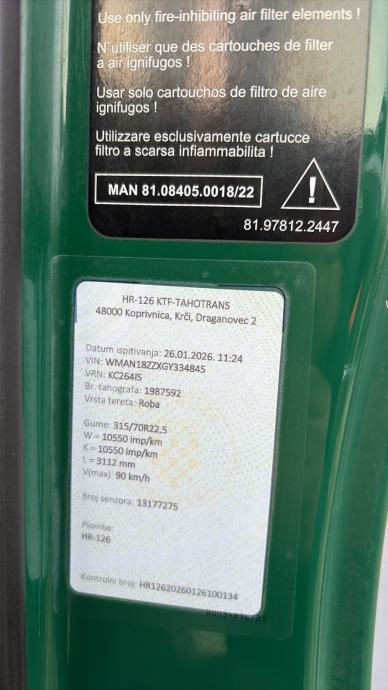 Use only fire-inhibiting air filter elements !
N'utiliser que des cartouches de filter
a air ignifugos !
Usar solo cartouchos de filtro de aire
ignifugos !
Utilizzare esclusivamente cartucce
filtro a scarsa infiammabilita !
MAN 81.08405.0018/22
!
81.97812.2447
HR-126 KTF-TAHOTRANS
48000 Koprivnica, Krči, Draganovec 2
Datum ispitivanja: 26.01.2026. 11:24
VIN: WMAN18ZZXGY334845
VRN: KC264IS
Br. tahografa: 1987592
Vrsta tereta: Roba
Gume: 315/70R22,5
W = 10550 imp/km
K = 10550 imp/km
L = 3112 mm
V(max): 90 km/h
Broj senzora: 13177275
Plombe:
HR-126
Kontrolni broj: HR12620260126100134